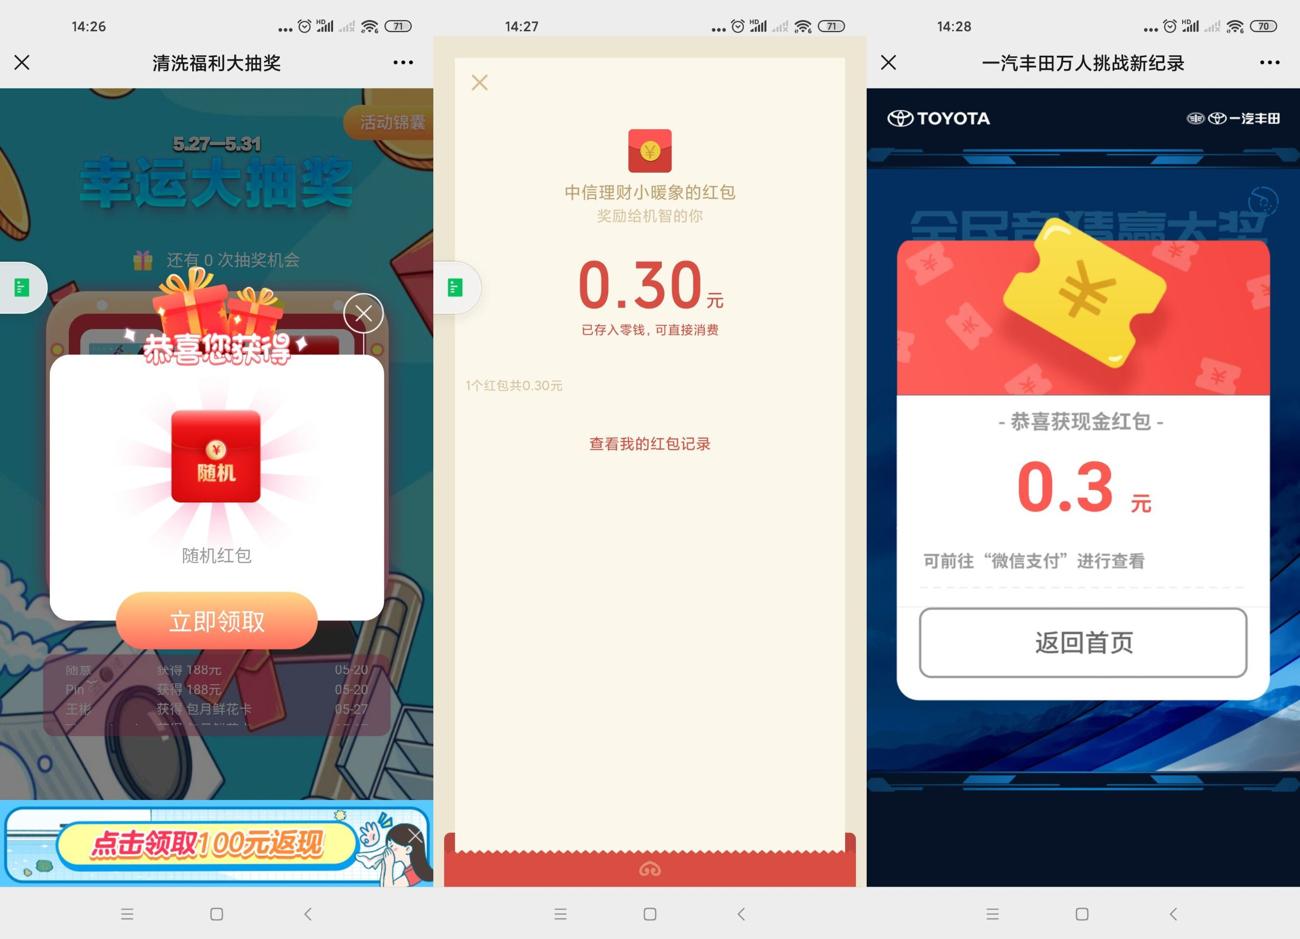 14:26
HD
71
清洗福利大抽奖
活动锦囊
5.27—5.31
幸运大抽奖
还有 0 次抽奖机会
恭喜您获得
¥
随机
随机红包
立即领取
随意 获得 188元 05-20
Pin 获得 188元 05-20
王彬 获得 包月鲜花卡 05-27
点击领取100元返现
14:27
HD
71
¥
中信理财小暖象的红包
奖励给机智的你
0.30元
已存入零钱，可直接消费
1个红包共0.30元
查看我的红包记录
14:28
HD
70
一汽丰田万人挑战新纪录
TOYOTA
一汽丰田
全民竞猜赢大奖
¥
- 恭喜获现金红包 -
0.3 元
可前往“微信支付”进行查看
返回首页